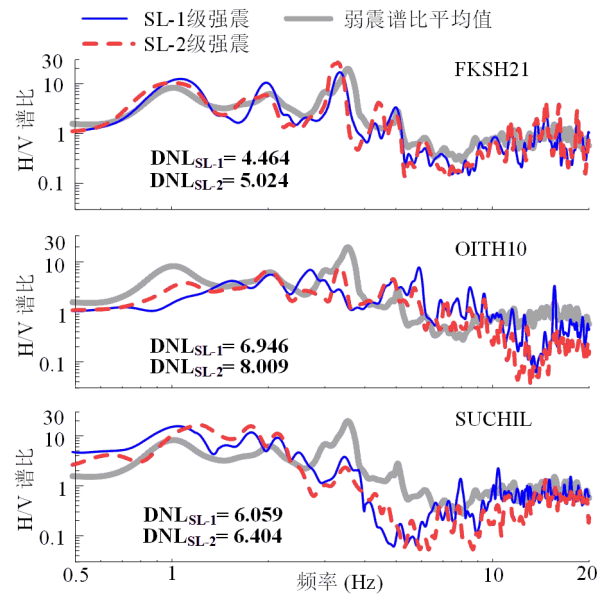 SL-1级强震
弱震谱比平均值
SL-2级强震
30
10
1
0.1
H/V 谱比
FKSH21
DNLSL-1= 4.464
DNLSL-2= 5.024
30
10
1
0.1
H/V 谱比
OITH10
DNLSL-1= 6.946
DNLSL-2= 8.009
30
10
1
0.1
H/V 谱比
SUCHIL
DNLSL-1= 6.059
DNLSL-2= 6.404
0.5 1 10 20
频率 (Hz)